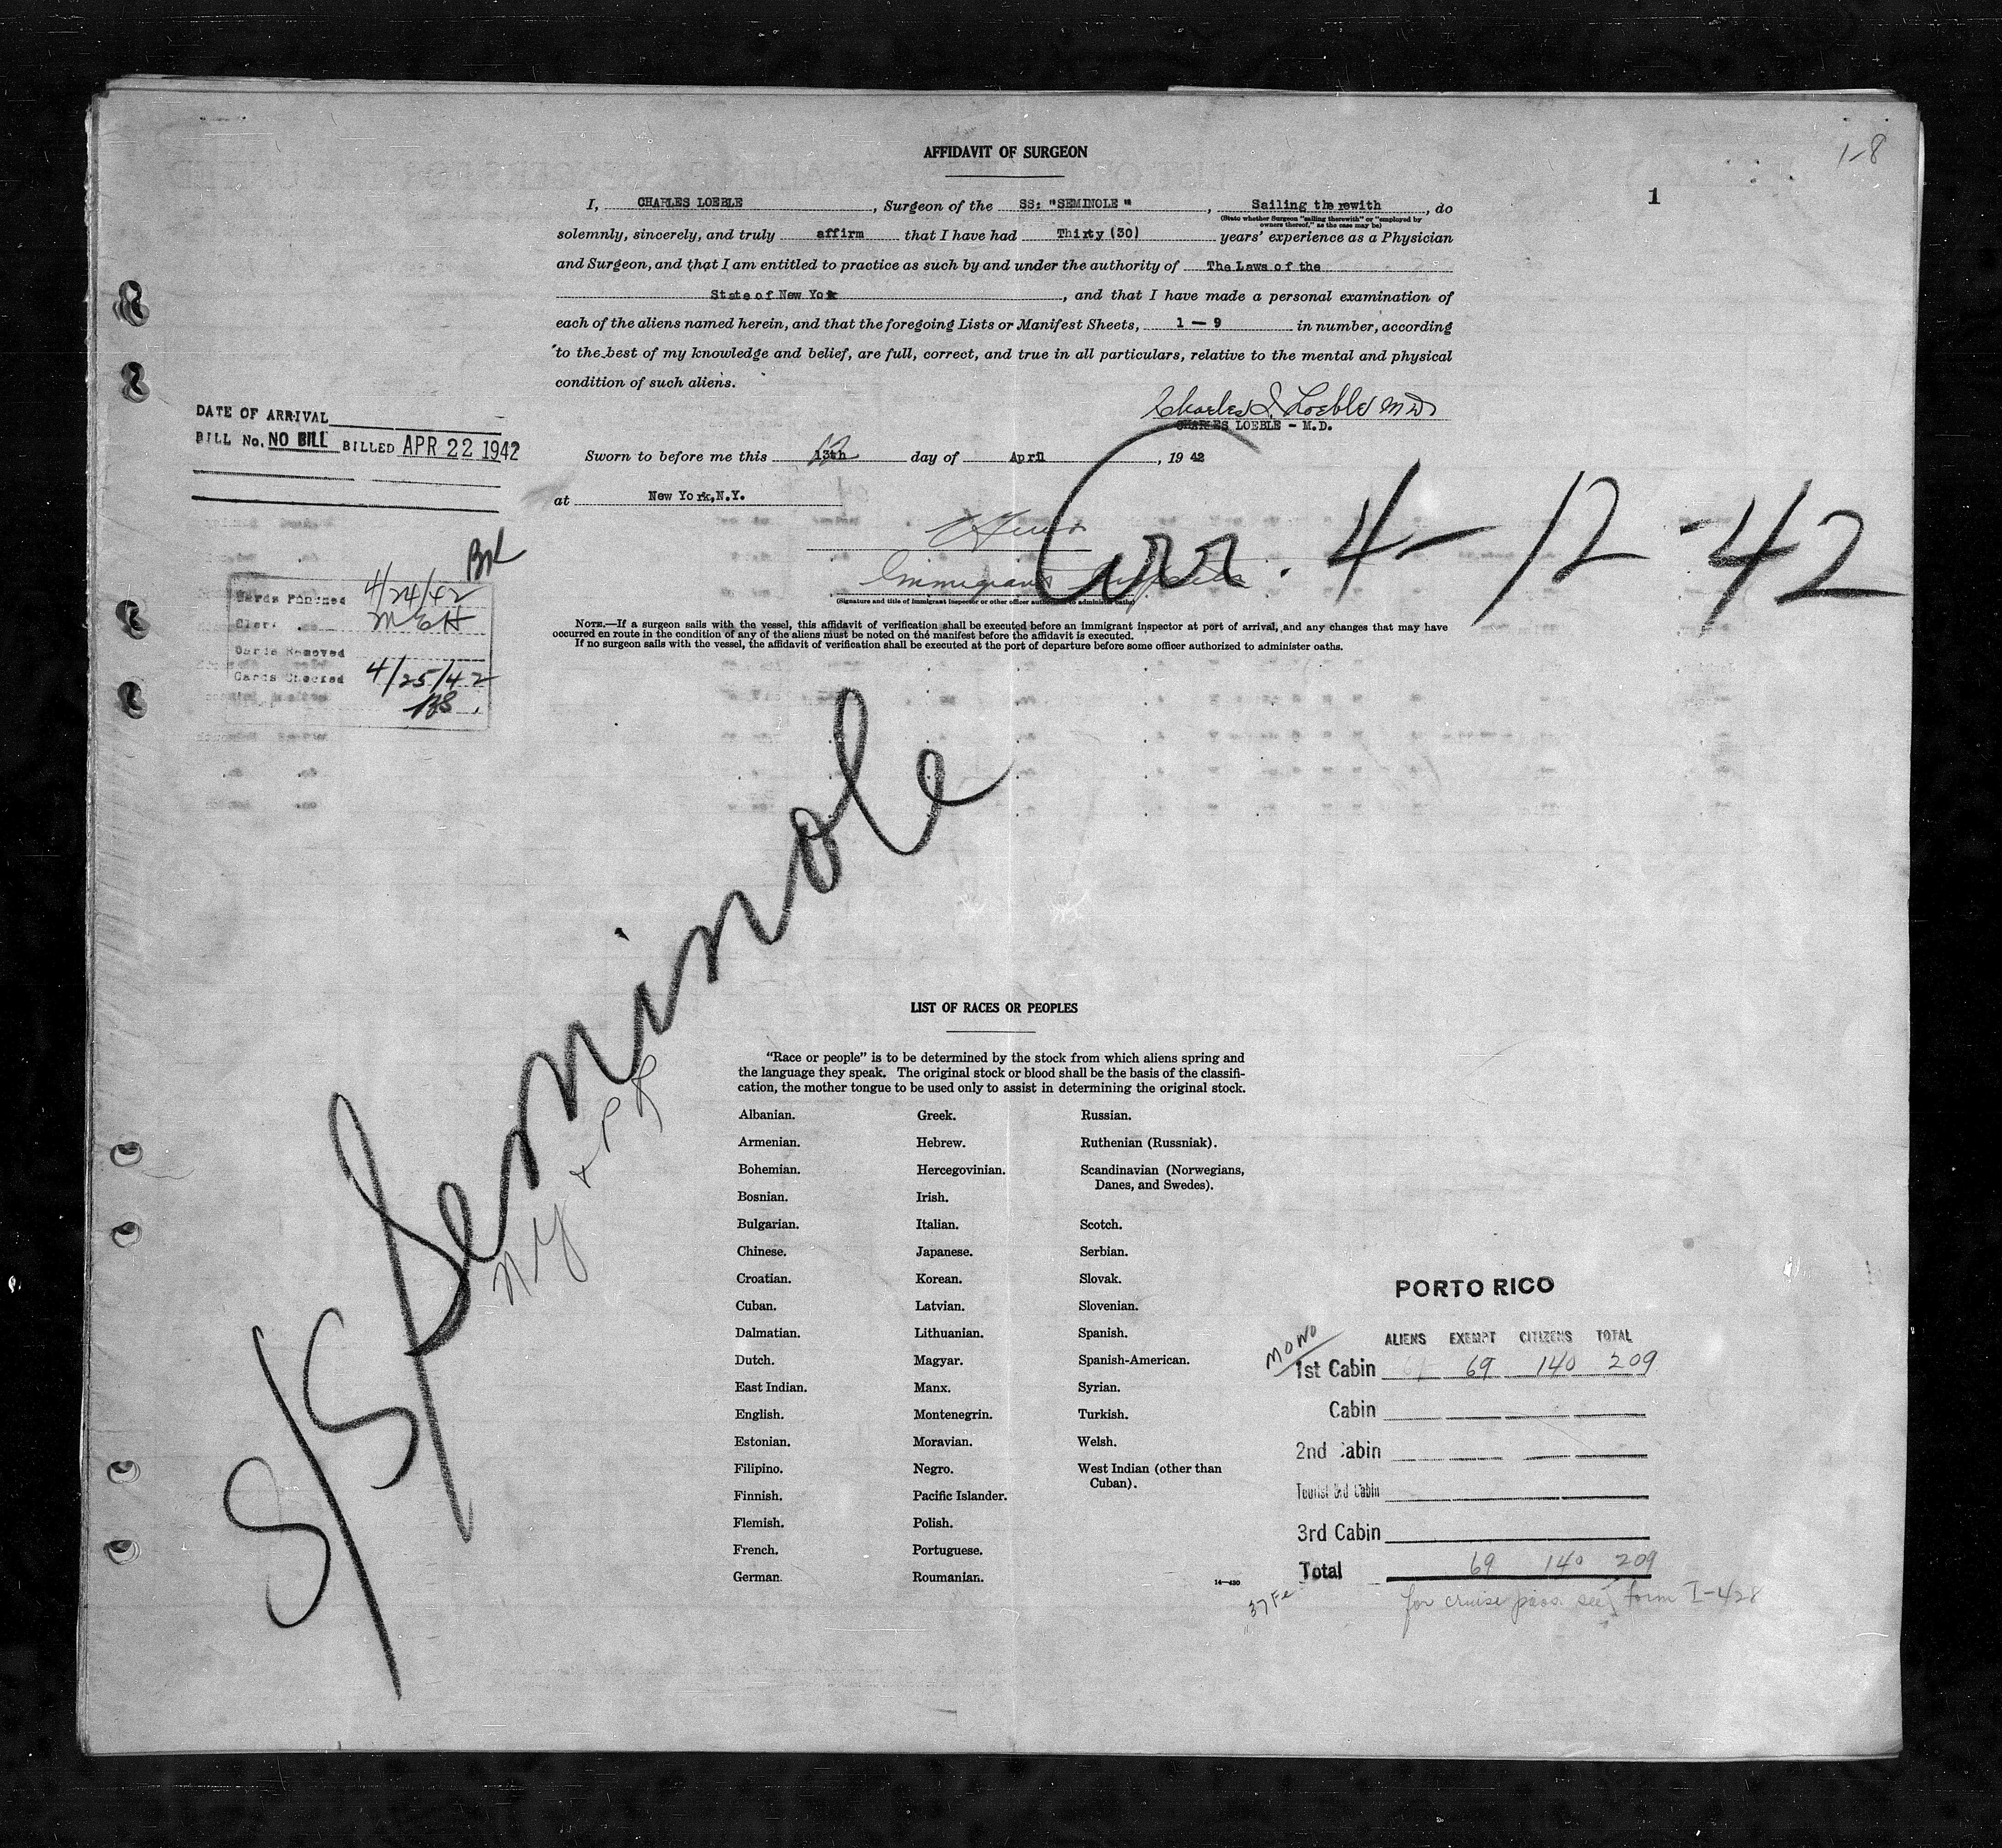 1-8
AFFIDAVIT OF SURGEON
1
I, CHARLES LOEBLE, Surgeon of the SS: "SEMINOLE", Sailing therewith, do
(State whether Surgeon "sailing therewith" or "employed by owners thereof," as the case may be)
solemnly, sincerely, and truly affirm that I have had Thirty (30) years' experience as a Physician
and Surgeon, and that I am entitled to practice as such by and under the authority of The Laws of the
State of New York, and that I have made a personal examination of
each of the aliens named herein, and that the foregoing Lists or Manifest Sheets, 1 — 9 in number, according
to the best of my knowledge and belief, are full, correct, and true in all particulars, relative to the mental and physical
condition of such aliens.
Charles I. Loeble MD
CHARLES LOEBLE - M.D.
DATE OF ARRIVAL
BILL No. NO BILL BILLED APR 22 1942
Sworn to before me this 13th day of April, 1942
at New York, N.Y.
Arr. 4-12-42
Immigrant Inspector
(Signature and title of immigrant inspector or other officer authorized to administer oaths)
Cards Punched 4/24/42
MEH
Cards Removed
Cards Checked 4/25/42
NOTE.—If a surgeon sails with the vessel, this affidavit of verification shall be executed before an immigrant inspector at port of arrival, and any changes that may have
occurred en route in the condition of any of the aliens must be noted on the manifest before the affidavit is executed.
If no surgeon sails with the vessel, the affidavit of verification shall be executed at the port of departure before some officer authorized to administer oaths.
S/S Seminole
NY + PR
LIST OF RACES OR PEOPLES
"Race or people" is to be determined by the stock from which aliens spring and
the language they speak. The original stock or blood shall be the basis of the classifi-
cation, the mother tongue to be used only to assist in determining the original stock.
Albanian.
Armenian.
Bohemian.
Bosnian.
Bulgarian.
Chinese.
Croatian.
Cuban.
Dalmatian.
Dutch.
East Indian.
English.
Estonian.
Filipino.
Finnish.
Flemish.
French.
German.
Greek.
Hebrew.
Hercegovinian.
Irish.
Italian.
Japanese.
Korean.
Latvian.
Lithuanian.
Magyar.
Manx.
Montenegrin.
Moravian.
Negro.
Pacific Islander.
Polish.
Portuguese.
Roumanian.
Russian.
Ruthenian (Russniak).
Scandinavian (Norwegians,
Danes, and Swedes).
Scotch.
Serbian.
Slovak.
Slovenian.
Spanish.
Spanish-American.
Syrian.
Turkish.
Welsh.
West Indian (other than
Cuban).
PORTO RICO
ALIENS EXEMPT CITIZENS TOTAL
MONO
1st Cabin 69 140 209
Cabin
2nd Cabin
Tourist 3rd Cabin
3rd Cabin
Total 69 140 209
for cruise pass. see form I-428